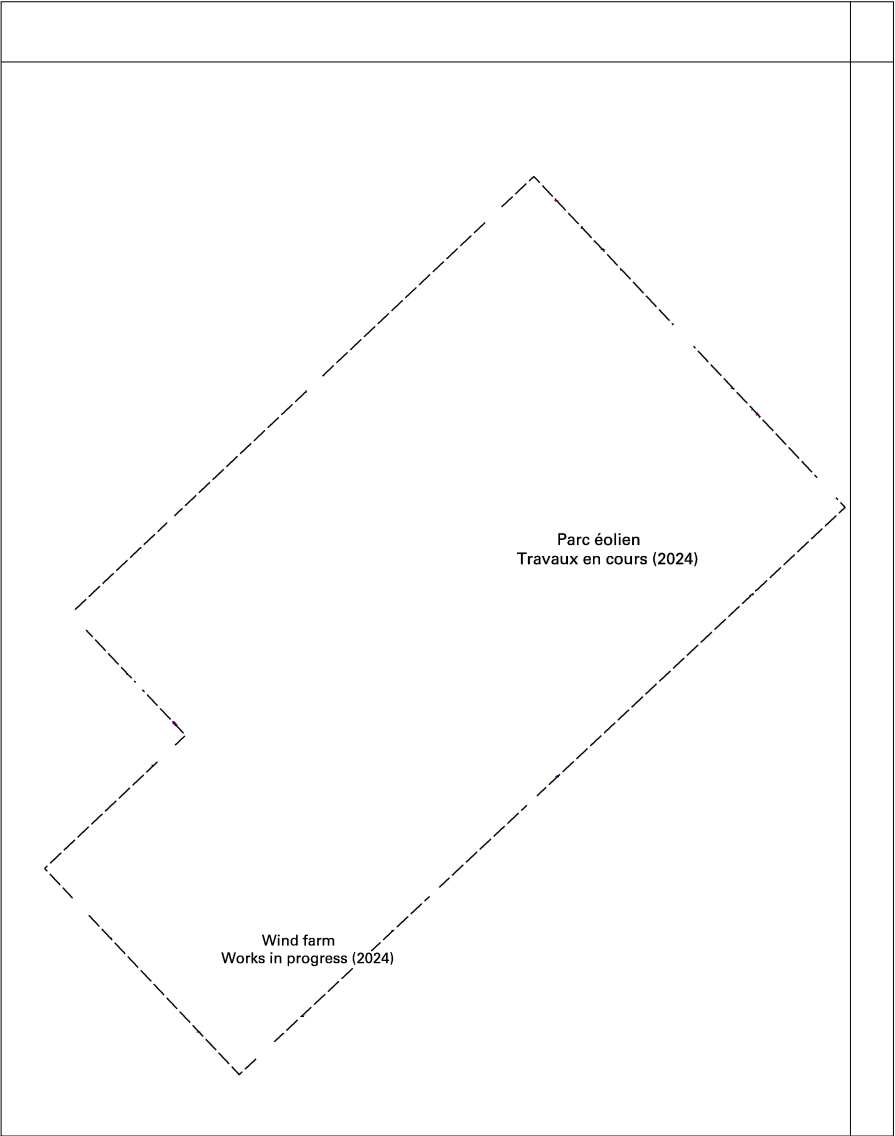 Parc éolien
Travaux en cours (2024)
Wind farm
Works in progress (2024)